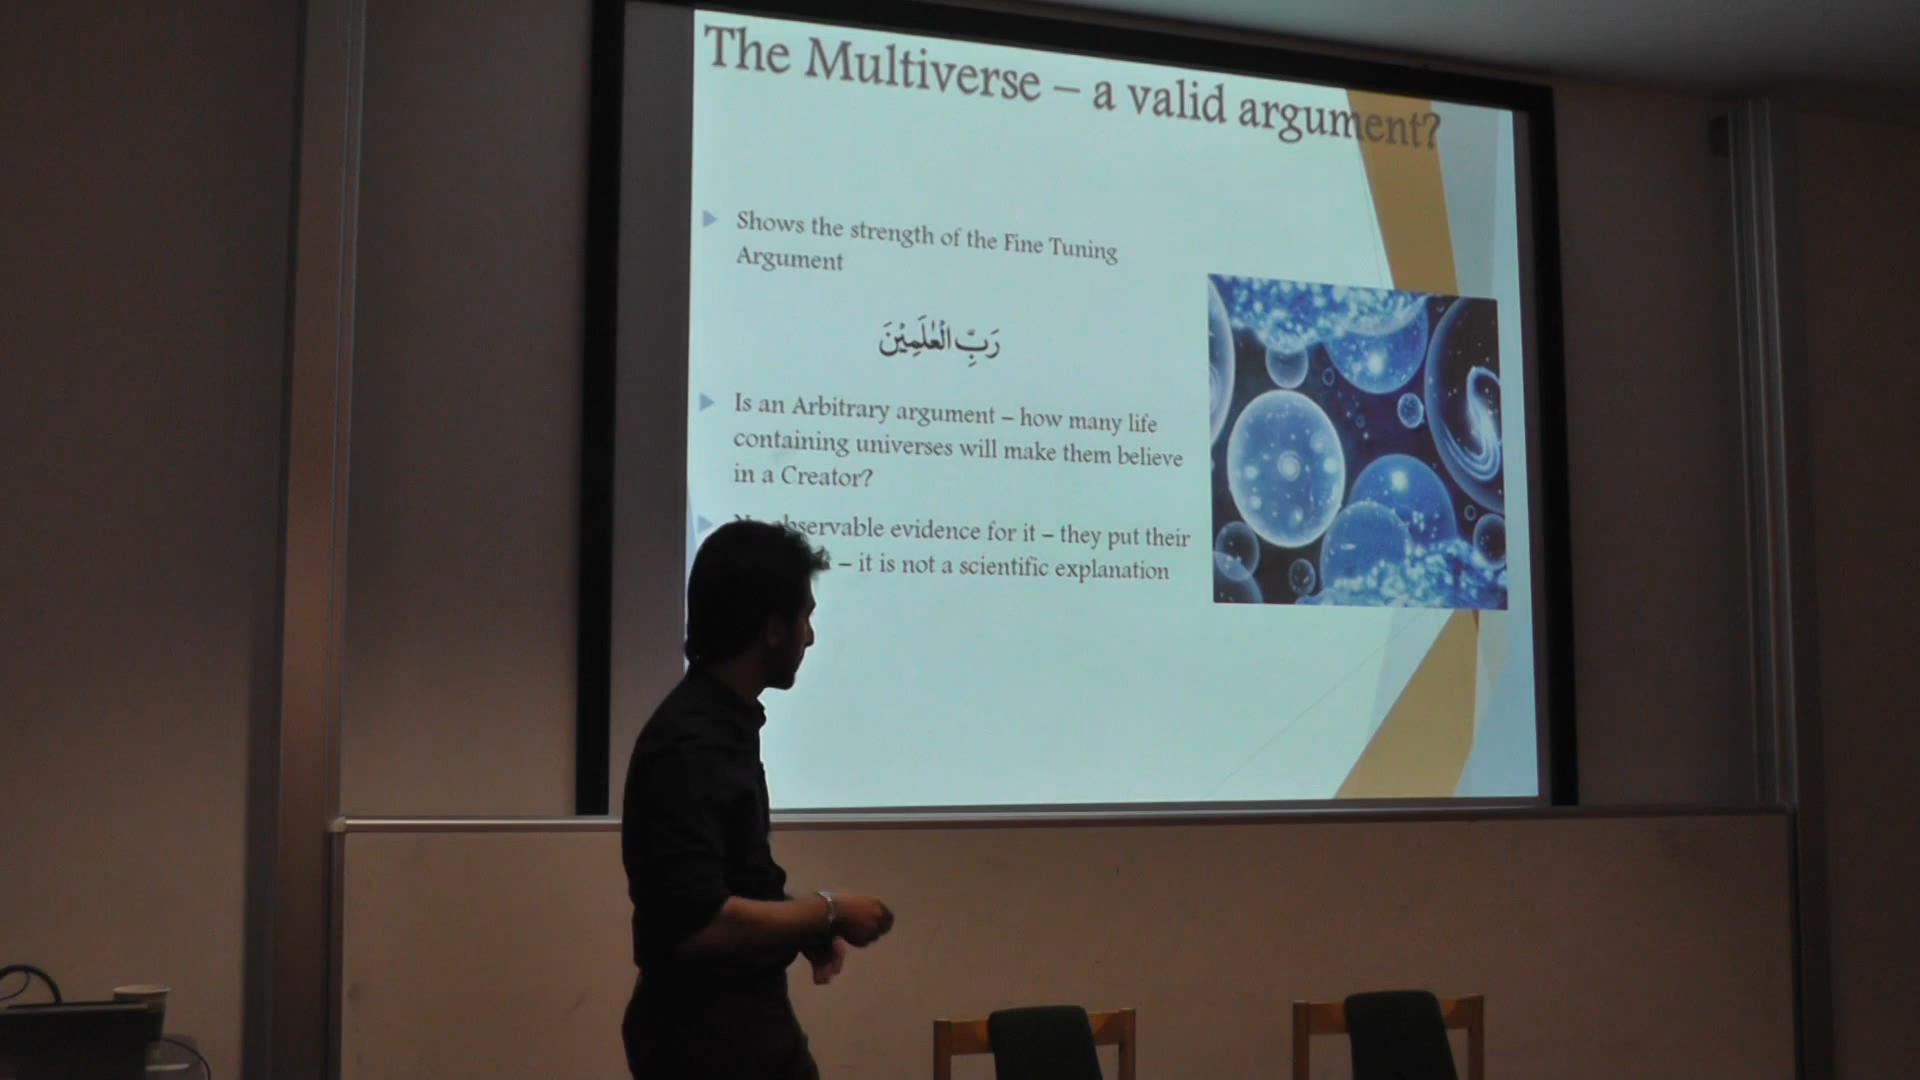 The Multiverse – a valid argument?
Shows the strength of the Fine Tuning
Argument
رَبِّ الْعٰلَمِيْنَ
Is an Arbitrary argument – how many life
containing universes will make them believe
in a Creator?
observable evidence for it – they put their
– it is not a scientific explanation